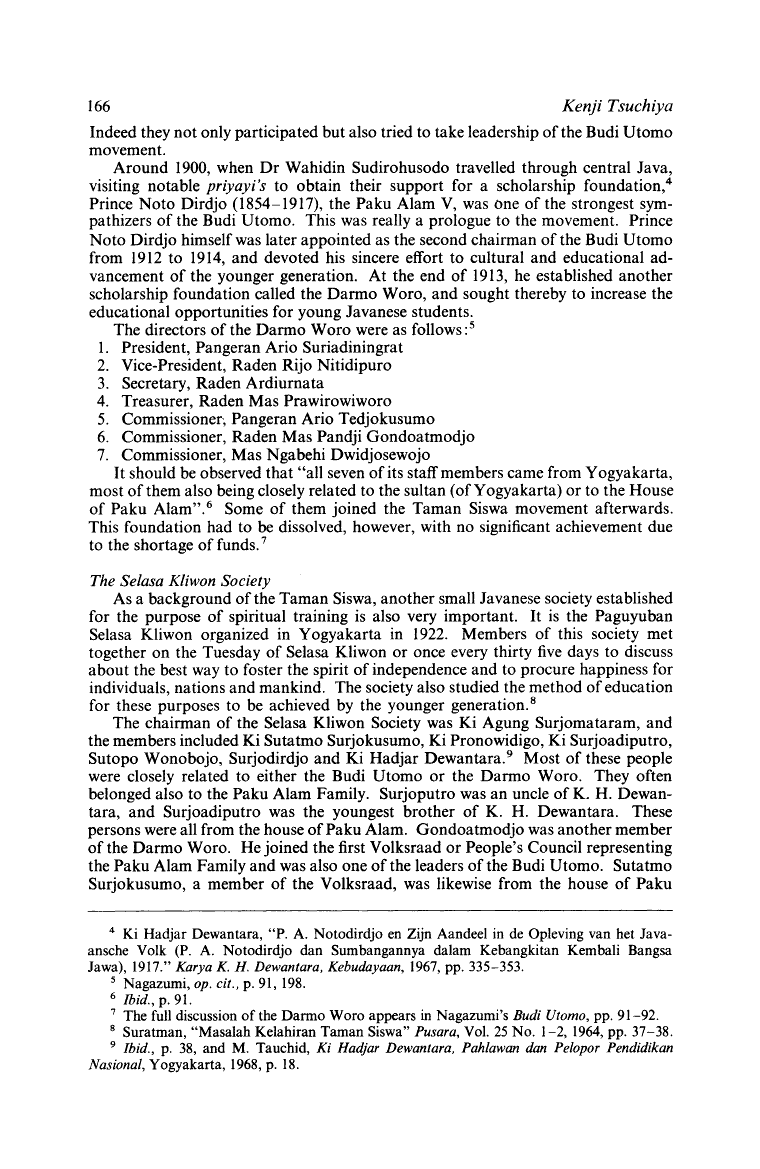 166 Kenji Tsuchiya
Indeed they not only participated but also tried to take leadership of the Budi Utomo
movement.
Around 1900, when Dr Wahidin Sudirohusodo travelled through central Java,
visiting notable priyayi's to obtain their support for a scholarship foundation,⁴
Prince Noto Dirdjo (1854–1917), the Paku Alam V, was one of the strongest sym-
pathizers of the Budi Utomo. This was really a prologue to the movement. Prince
Noto Dirdjo himself was later appointed as the second chairman of the Budi Utomo
from 1912 to 1914, and devoted his sincere effort to cultural and educational ad-
vancement of the younger generation. At the end of 1913, he established another
scholarship foundation called the Darmo Woro, and sought thereby to increase the
educational opportunities for young Javanese students.
The directors of the Darmo Woro were as follows:⁵
1. President, Pangeran Ario Suriadiningrat
2. Vice-President, Raden Rijo Nitidipuro
3. Secretary, Raden Ardiurnata
4. Treasurer, Raden Mas Prawirowiworo
5. Commissioner, Pangeran Ario Tedjokusumo
6. Commissioner, Raden Mas Pandji Gondoatmodjo
7. Commissioner, Mas Ngabehi Dwidjosewojo
It should be observed that "all seven of its staff members came from Yogyakarta,
most of them also being closely related to the sultan (of Yogyakarta) or to the House
of Paku Alam".⁶ Some of them joined the Taman Siswa movement afterwards.
This foundation had to be dissolved, however, with no significant achievement due
to the shortage of funds.⁷
The Selasa Kliwon Society
As a background of the Taman Siswa, another small Javanese society established
for the purpose of spiritual training is also very important. It is the Paguyuban
Selasa Kliwon organized in Yogyakarta in 1922. Members of this society met
together on the Tuesday of Selasa Kliwon or once every thirty five days to discuss
about the best way to foster the spirit of independence and to procure happiness for
individuals, nations and mankind. The society also studied the method of education
for these purposes to be achieved by the younger generation.⁸
The chairman of the Selasa Kliwon Society was Ki Agung Surjomataram, and
the members included Ki Sutatmo Surjokusumo, Ki Pronowidigo, Ki Surjoadiputro,
Sutopo Wonobojo, Surjodirdjo and Ki Hadjar Dewantara.⁹ Most of these people
were closely related to either the Budi Utomo or the Darmo Woro. They often
belonged also to the Paku Alam Family. Surjoputro was an uncle of K. H. Dewan-
tara, and Surjoadiputro was the youngest brother of K. H. Dewantara. These
persons were all from the house of Paku Alam. Gondoatmodjo was another member
of the Darmo Woro. He joined the first Volksraad or People's Council representing
the Paku Alam Family and was also one of the leaders of the Budi Utomo. Sutatmo
Surjokusumo, a member of the Volksraad, was likewise from the house of Paku
⁴ Ki Hadjar Dewantara, "P. A. Notodirdjo en Zijn Aandeel in de Opleving van het Java-
ansche Volk (P. A. Notodirdjo dan Sumbangannya dalam Kebangkitan Kembali Bangsa
Jawa), 1917." Karya K. H. Dewantara, Kebudayaan, 1967, pp. 335–353.
⁵ Nagazumi, op. cit., p. 91, 198.
⁶ Ibid., p. 91.
⁷ The full discussion of the Darmo Woro appears in Nagazumi's Budi Utomo, pp. 91–92.
⁸ Suratman, "Masalah Kelahiran Taman Siswa" Pusara, Vol. 25 No. 1–2, 1964, pp. 37–38.
⁹ Ibid., p. 38, and M. Tauchid, Ki Hadjar Dewantara, Pahlawan dan Pelopor Pendidikan
Nasional, Yogyakarta, 1968, p. 18.